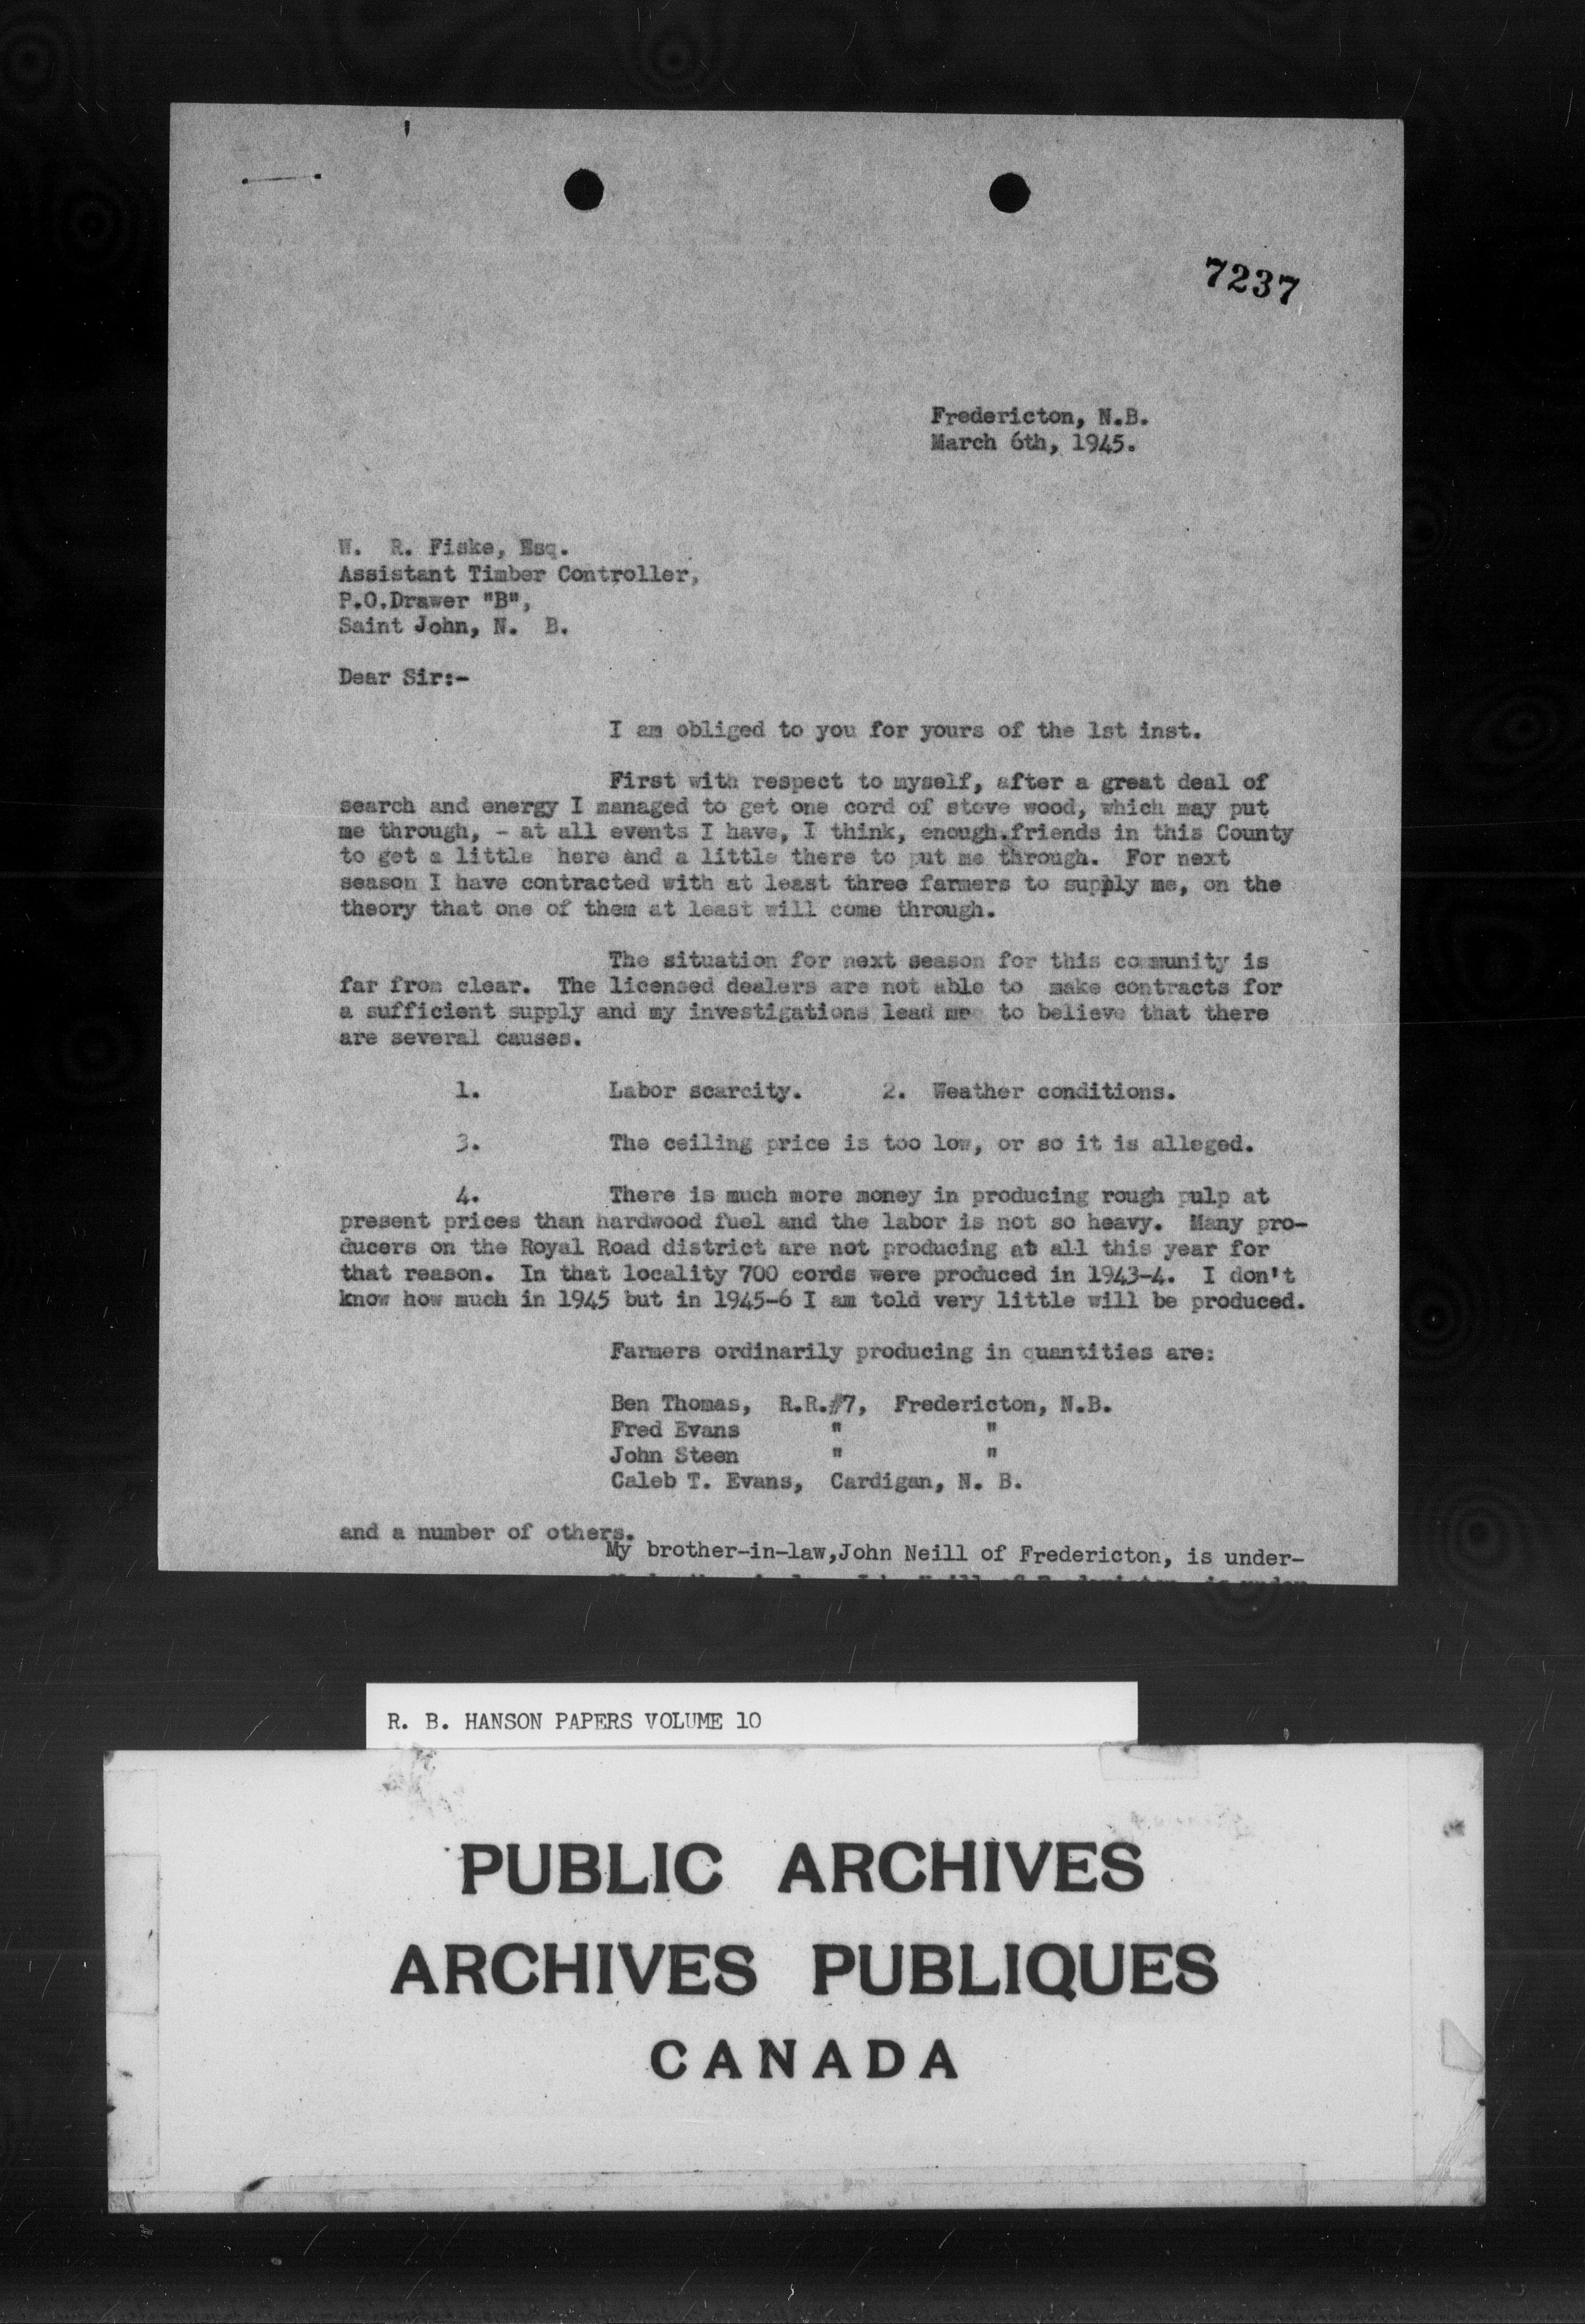 7237
Fredericton, N.B.
March 6th, 1945.
W. R. Fiske, Esq.
Assistant Timber Controller,
P.O.Drawer "B",
Saint John, N. B.
Dear Sir:-
I am obliged to you for yours of the 1st inst.
First with respect to myself, after a great deal of
search and energy I managed to get one cord of stove wood, which may put
me through, - at all events I have, I think, enough.friends in this County
to get a little here and a little there to put me through. For next
season I have contracted with at least three farmers to supply me, on the
theory that one of them at least will come through.
The situation for next season for this community is
far from clear. The licensed dealers are not able to make contracts for
a sufficient supply and my investigations lead me to believe that there
are several causes.
1. Labor scarcity. 2. Weather conditions.
3. The ceiling price is too low, or so it is alleged.
4. There is much more money in producing rough pulp at
present prices than hardwood fuel and the labor is not so heavy. Many pro-
ducers on the Royal Road district are not producing at all this year for
that reason. In that locality 700 cords were produced in 1943-4. I don't
know how much in 1945 but in 1945-6 I am told very little will be produced.
Farmers ordinarily producing in quantities are:
Ben Thomas, R.R.#7, Fredericton, N.B.
Fred Evans " "
John Steen " "
Caleb T. Evans, Cardigan, N. B.
and a number of others.
My brother-in-law,John Neill of Fredericton, is under-
R. B. HANSON PAPERS VOLUME 10
PUBLIC ARCHIVES
ARCHIVES PUBLIQUES
CANADA